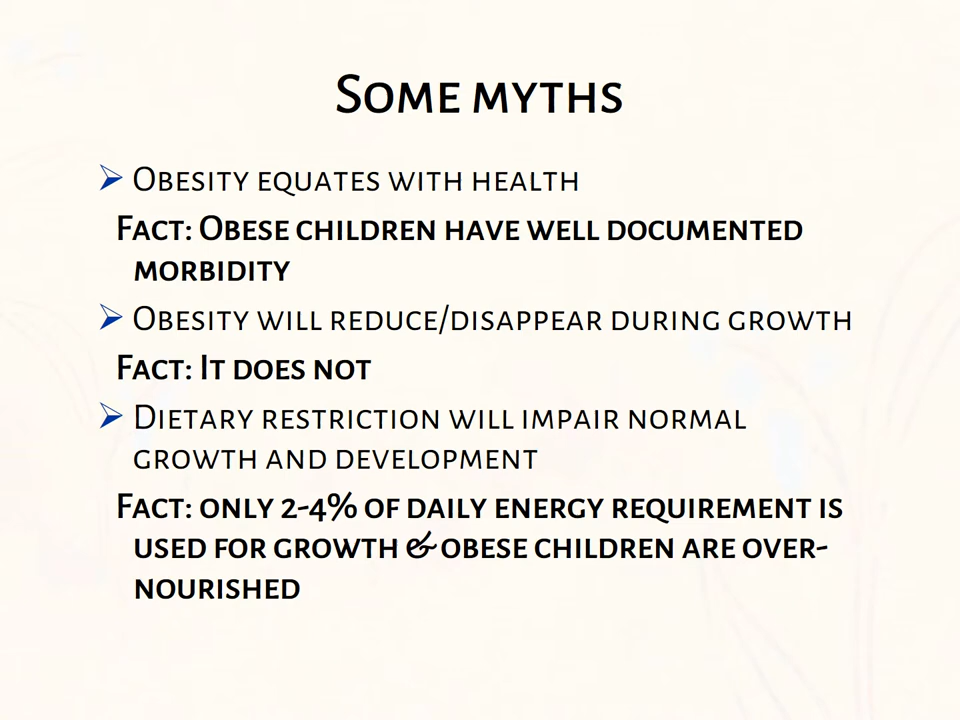 Some myths
➢ Obesity equates with health
Fact: Obese children have well documented
morbidity
➢ Obesity will reduce/disappear during growth
Fact: It does not
➢ Dietary restriction will impair normal
growth and development
Fact: only 2-4% of daily energy requirement is
used for growth & obese children are over-
nourished